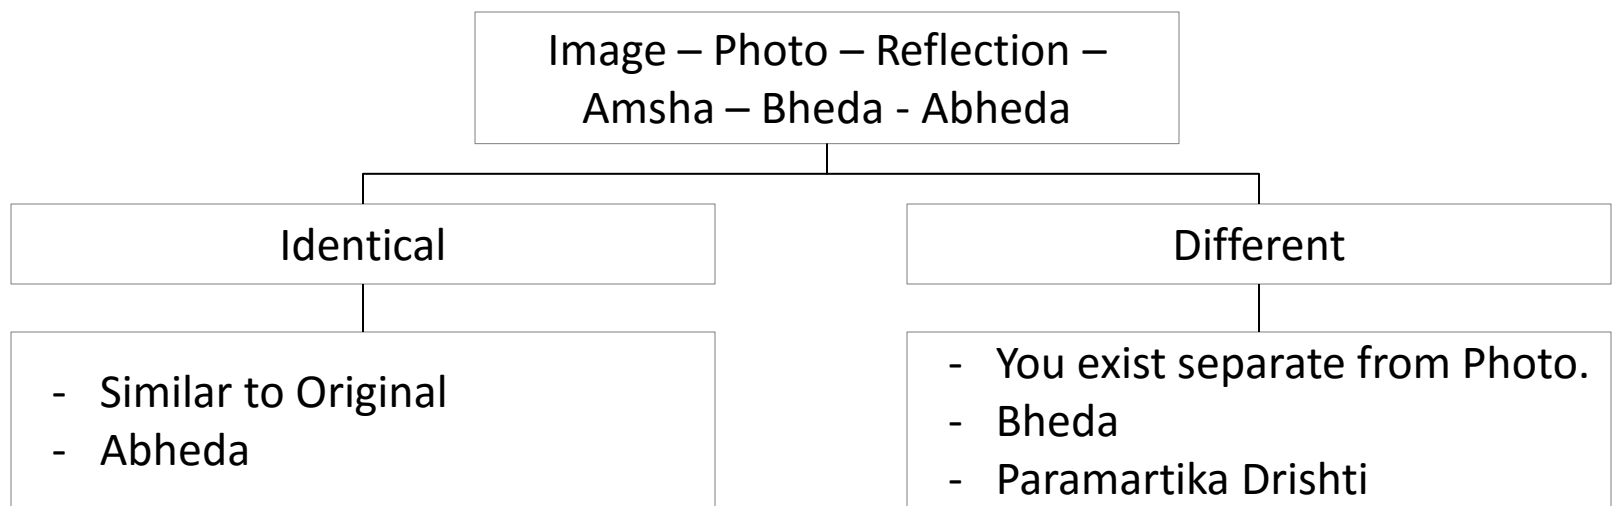 Image – Photo – Reflection –
Amsha – Bheda - Abheda
Identical
Different
- Similar to Original
- Abheda
- You exist separate from Photo.
- Bheda
- Paramartika Drishti